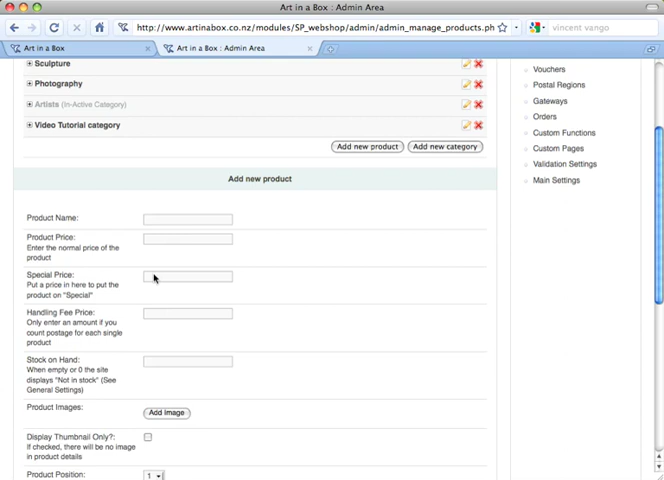 Art in a Box : Admin Area
http://www.artinabox.co.nz/modules/SP_webshop/admin/admin_manage_products.ph
vincent vango
Art in a Box
Art in a Box : Admin Area
Sculpture
Photography
Artists (In-Active Category)
Video Tutorial category
Add new product
Add new category
Vouchers
Postal Regions
Gateways
Orders
Custom Functions
Custom Pages
Validation Settings
Main Settings
Add new product
Product Name:
Product Price:
Enter the normal price of the
product
Special Price:
Put a price in here to put the
product on "Special"
Handling Fee Price:
Only enter an amount if you
count postage for each single
product
Stock on Hand:
When empty or 0 the site
displays "Not in stock" (See
General Settings)
Product Images:
Add image
Display Thumbnail Only?:
If checked, there will be no image
in product details
Product Position:
1